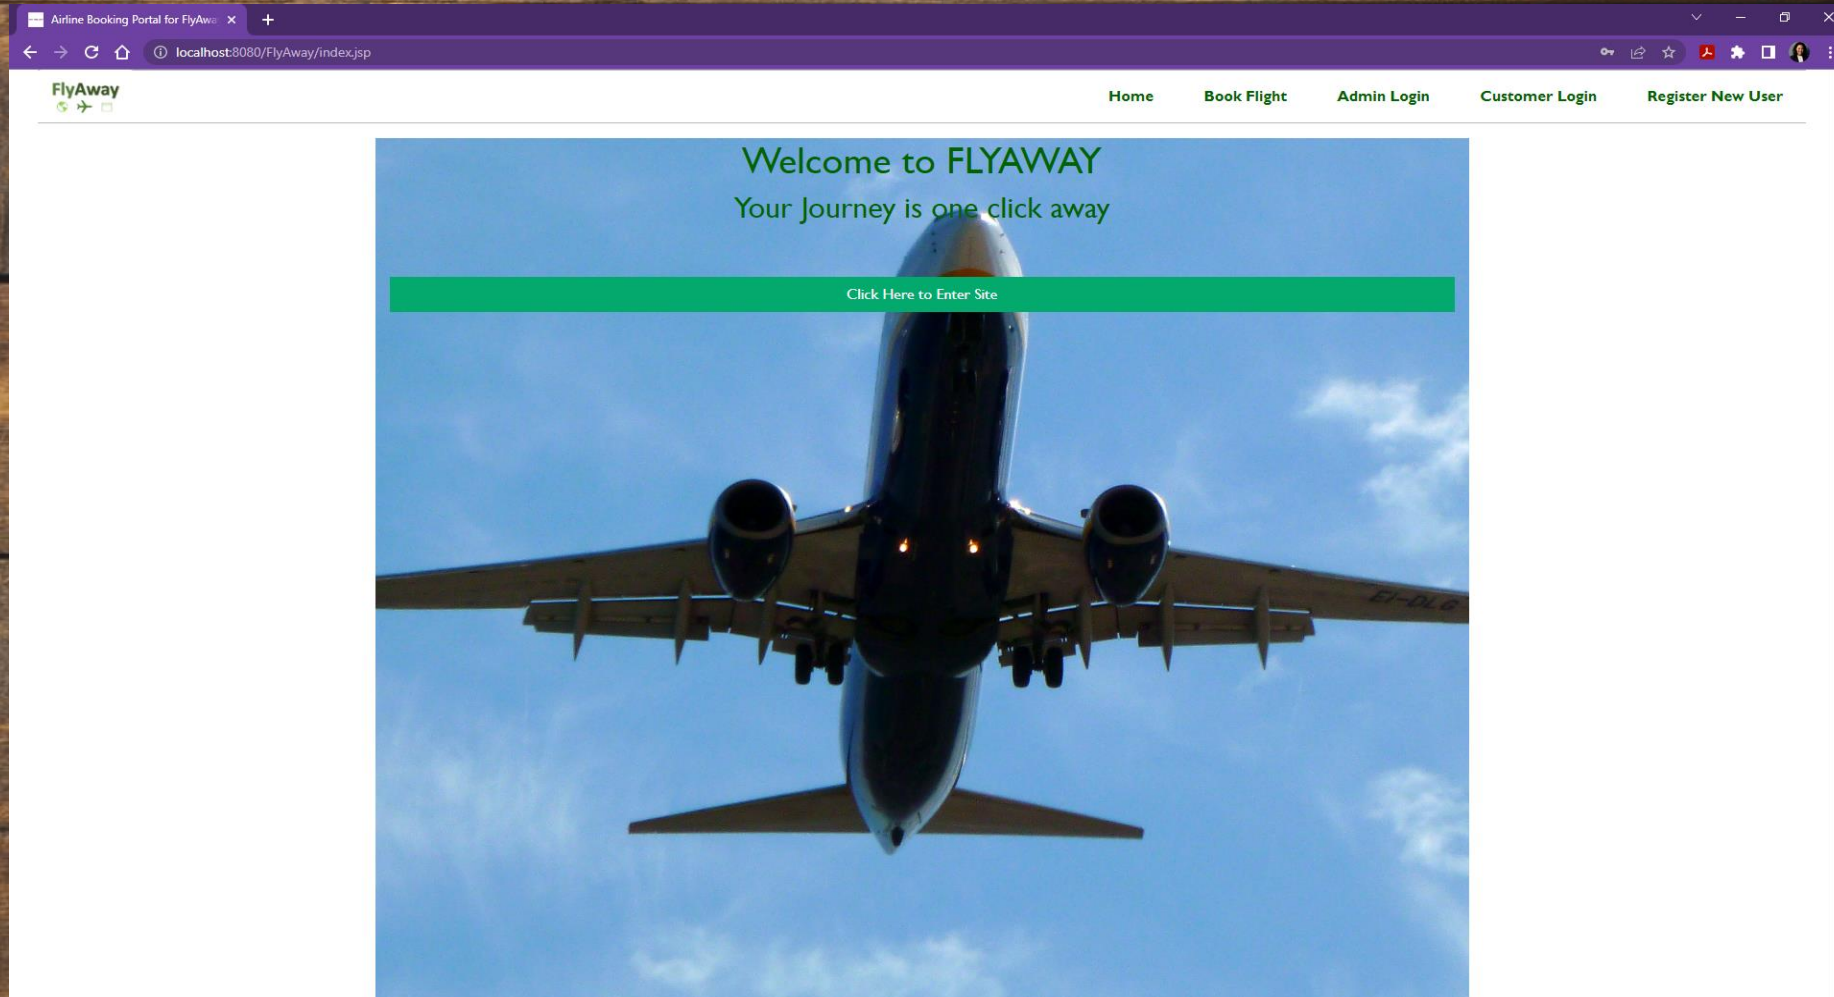 Airline Booking Portal for FlyAwa
localhost:8080/FlyAway/index.jsp
FlyAway
Home Book Flight Admin Login Customer Login Register New User
Welcome to FLYAWAY
Your Journey is one click away
Click Here to Enter Site
EI-DLG